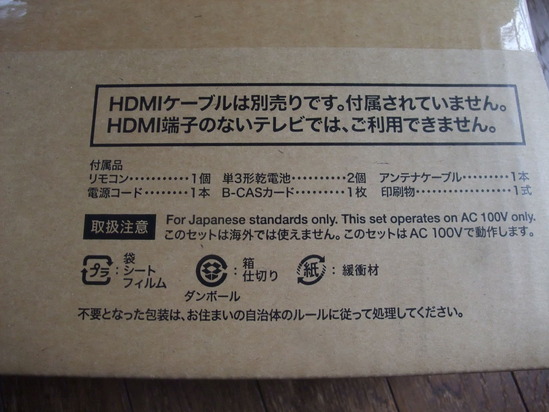 HDMIケーブルは別売りです。付属されていません。
HDMI端子のないテレビでは、ご利用できません。
付属品
リモコン············1個 単3形乾電池·········2個 アンテナケーブル·········1本
電源コード·········1本 B-CASカード·········1枚 印刷物··················1式
取扱注意
For Japanese standards only. This set operates on AC 100V only.
このセットは海外では使えません。このセットはAC 100Vで動作します。
プラ:袋 シート フィルム
ダンボール:箱 仕切り
紙:緩衝材
不要となった包装は、お住まいの自治体のルールに従って処理してください。